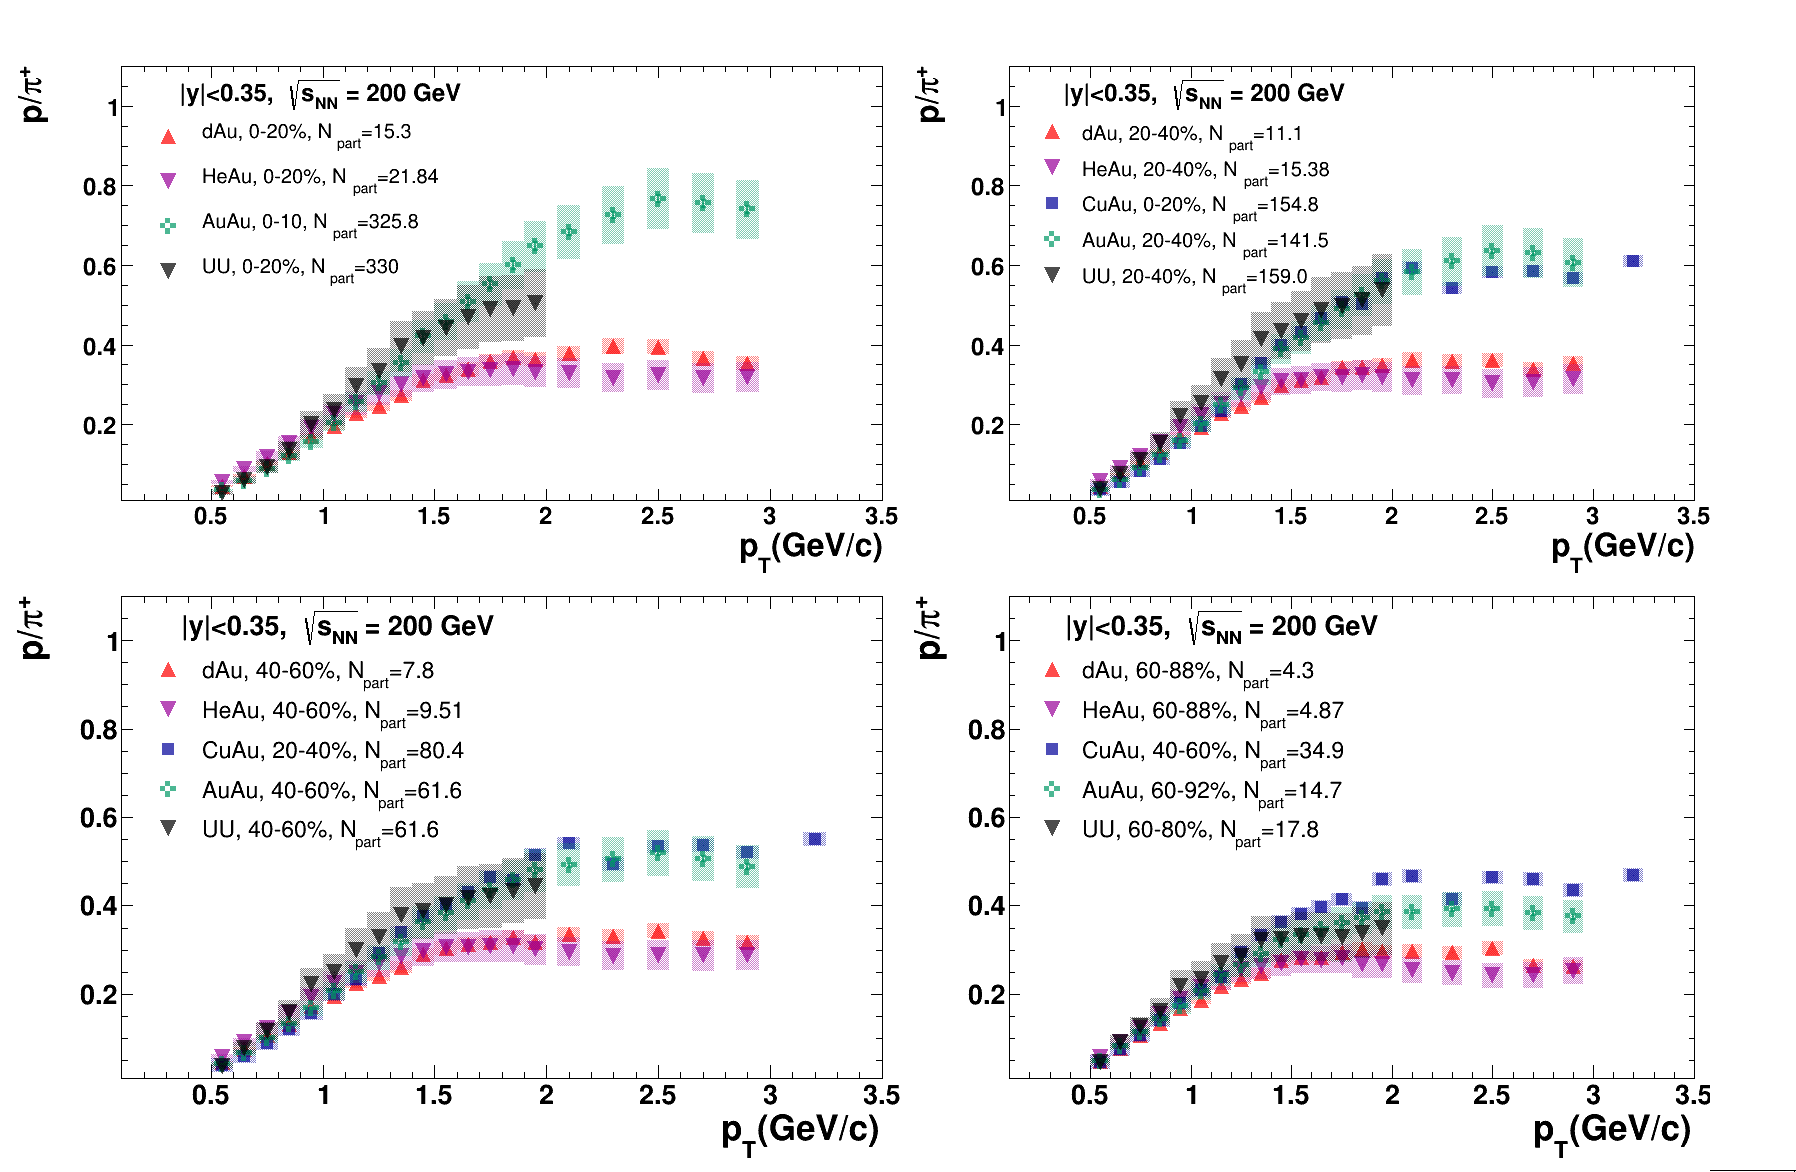 p/π+
|y|<0.35, √sNN = 200 GeV
dAu, 0-20%, Npart=15.3
HeAu, 0-20%, Npart=21.84
AuAu, 0-10, Npart=325.8
UU, 0-20%, Npart=330
1
0.8
0.6
0.4
0.2
0.5 1 1.5 2 2.5 3 3.5
pT(GeV/c)
p/π+
|y|<0.35, √sNN = 200 GeV
dAu, 20-40%, Npart=11.1
HeAu, 20-40%, Npart=15.38
CuAu, 0-20%, Npart=154.8
AuAu, 20-40%, Npart=141.5
UU, 20-40%, Npart=159.0
1
0.8
0.6
0.4
0.2
0.5 1 1.5 2 2.5 3 3.5
pT(GeV/c)
p/π+
|y|<0.35, √sNN = 200 GeV
dAu, 40-60%, Npart=7.8
HeAu, 40-60%, Npart=9.51
CuAu, 20-40%, Npart=80.4
AuAu, 40-60%, Npart=61.6
UU, 40-60%, Npart=61.6
1
0.8
0.6
0.4
0.2
0.5 1 1.5 2 2.5 3 3.5
pT(GeV/c)
p/π+
|y|<0.35, √sNN = 200 GeV
dAu, 60-88%, Npart=4.3
HeAu, 60-88%, Npart=4.87
CuAu, 40-60%, Npart=34.9
AuAu, 60-92%, Npart=14.7
UU, 60-80%, Npart=17.8
1
0.8
0.6
0.4
0.2
0.5 1 1.5 2 2.5 3 3.5
pT(GeV/c)